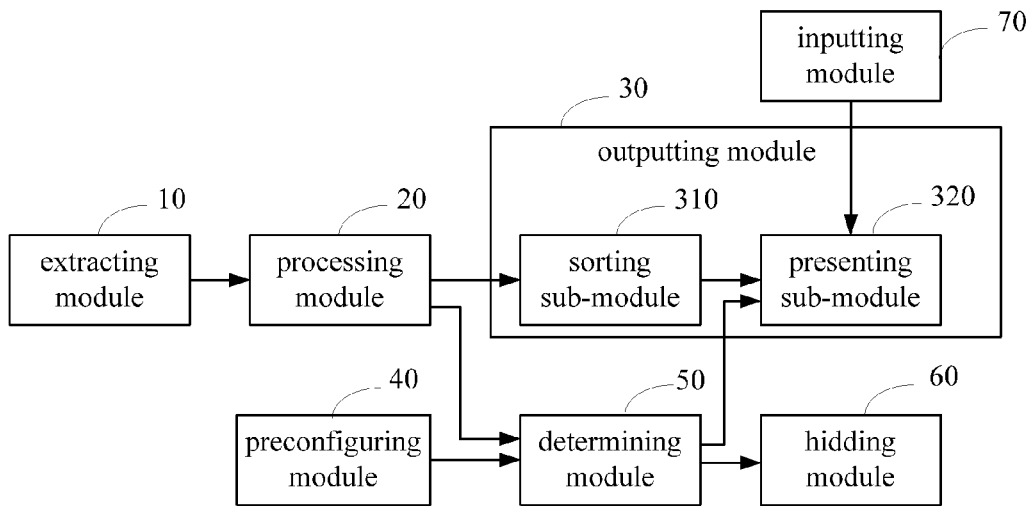 70
inputting
module
30
outputting module
10
20
310
320
extracting
module
processing
module
sorting
sub-module
presenting
sub-module
40
50
60
preconfiguring
module
determining
module
hidding
module